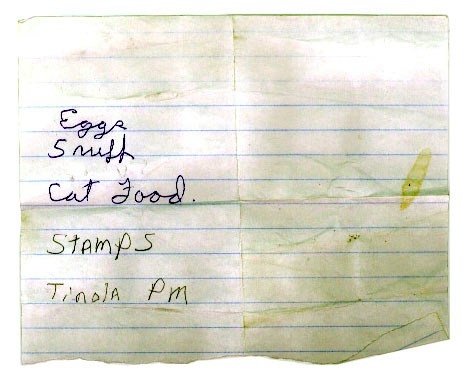 Eggs
Snuff
Cat Food.
STAMPS
Tinola PM